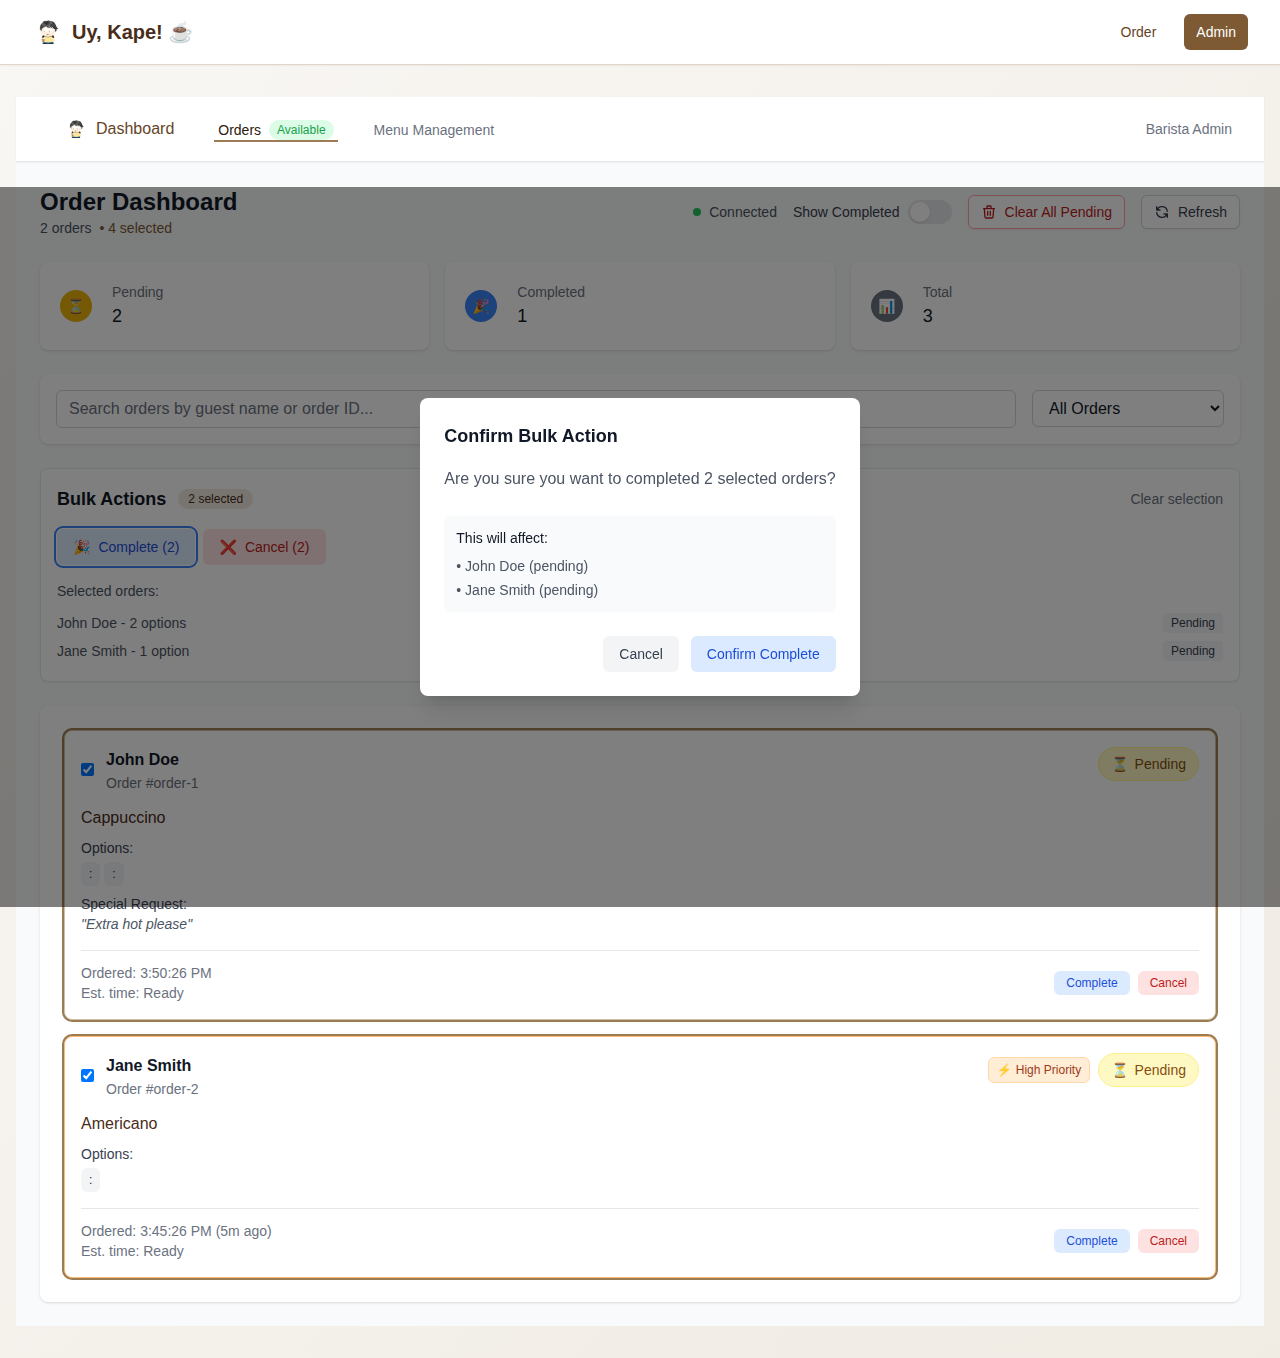 Uy, Kape! ☕
Order
Admin
Dashboard
Orders
Available
Menu Management
Barista Admin
Order Dashboard
2 orders • 4 selected
Connected
Show Completed
Clear All Pending
Refresh
Pending
2
Completed
1
Total
3
Search orders by guest name or order ID...
All Orders
Bulk Actions
2 selected
Clear selection
Complete (2)
Cancel (2)
Selected orders:
John Doe - 2 options
Pending
Jane Smith - 1 option
Pending
Confirm Bulk Action
Are you sure you want to completed 2 selected orders?
This will affect:
• John Doe (pending)
• Jane Smith (pending)
Cancel
Confirm Complete
John Doe
Order #order-1
Pending
Cappuccino
Options:
: :
Special Request:
"Extra hot please"
Ordered: 3:50:26 PM
Est. time: Ready
Complete
Cancel
Jane Smith
Order #order-2
⚡ High Priority
Pending
Americano
Options:
:
Ordered: 3:45:26 PM (5m ago)
Est. time: Ready
Complete
Cancel